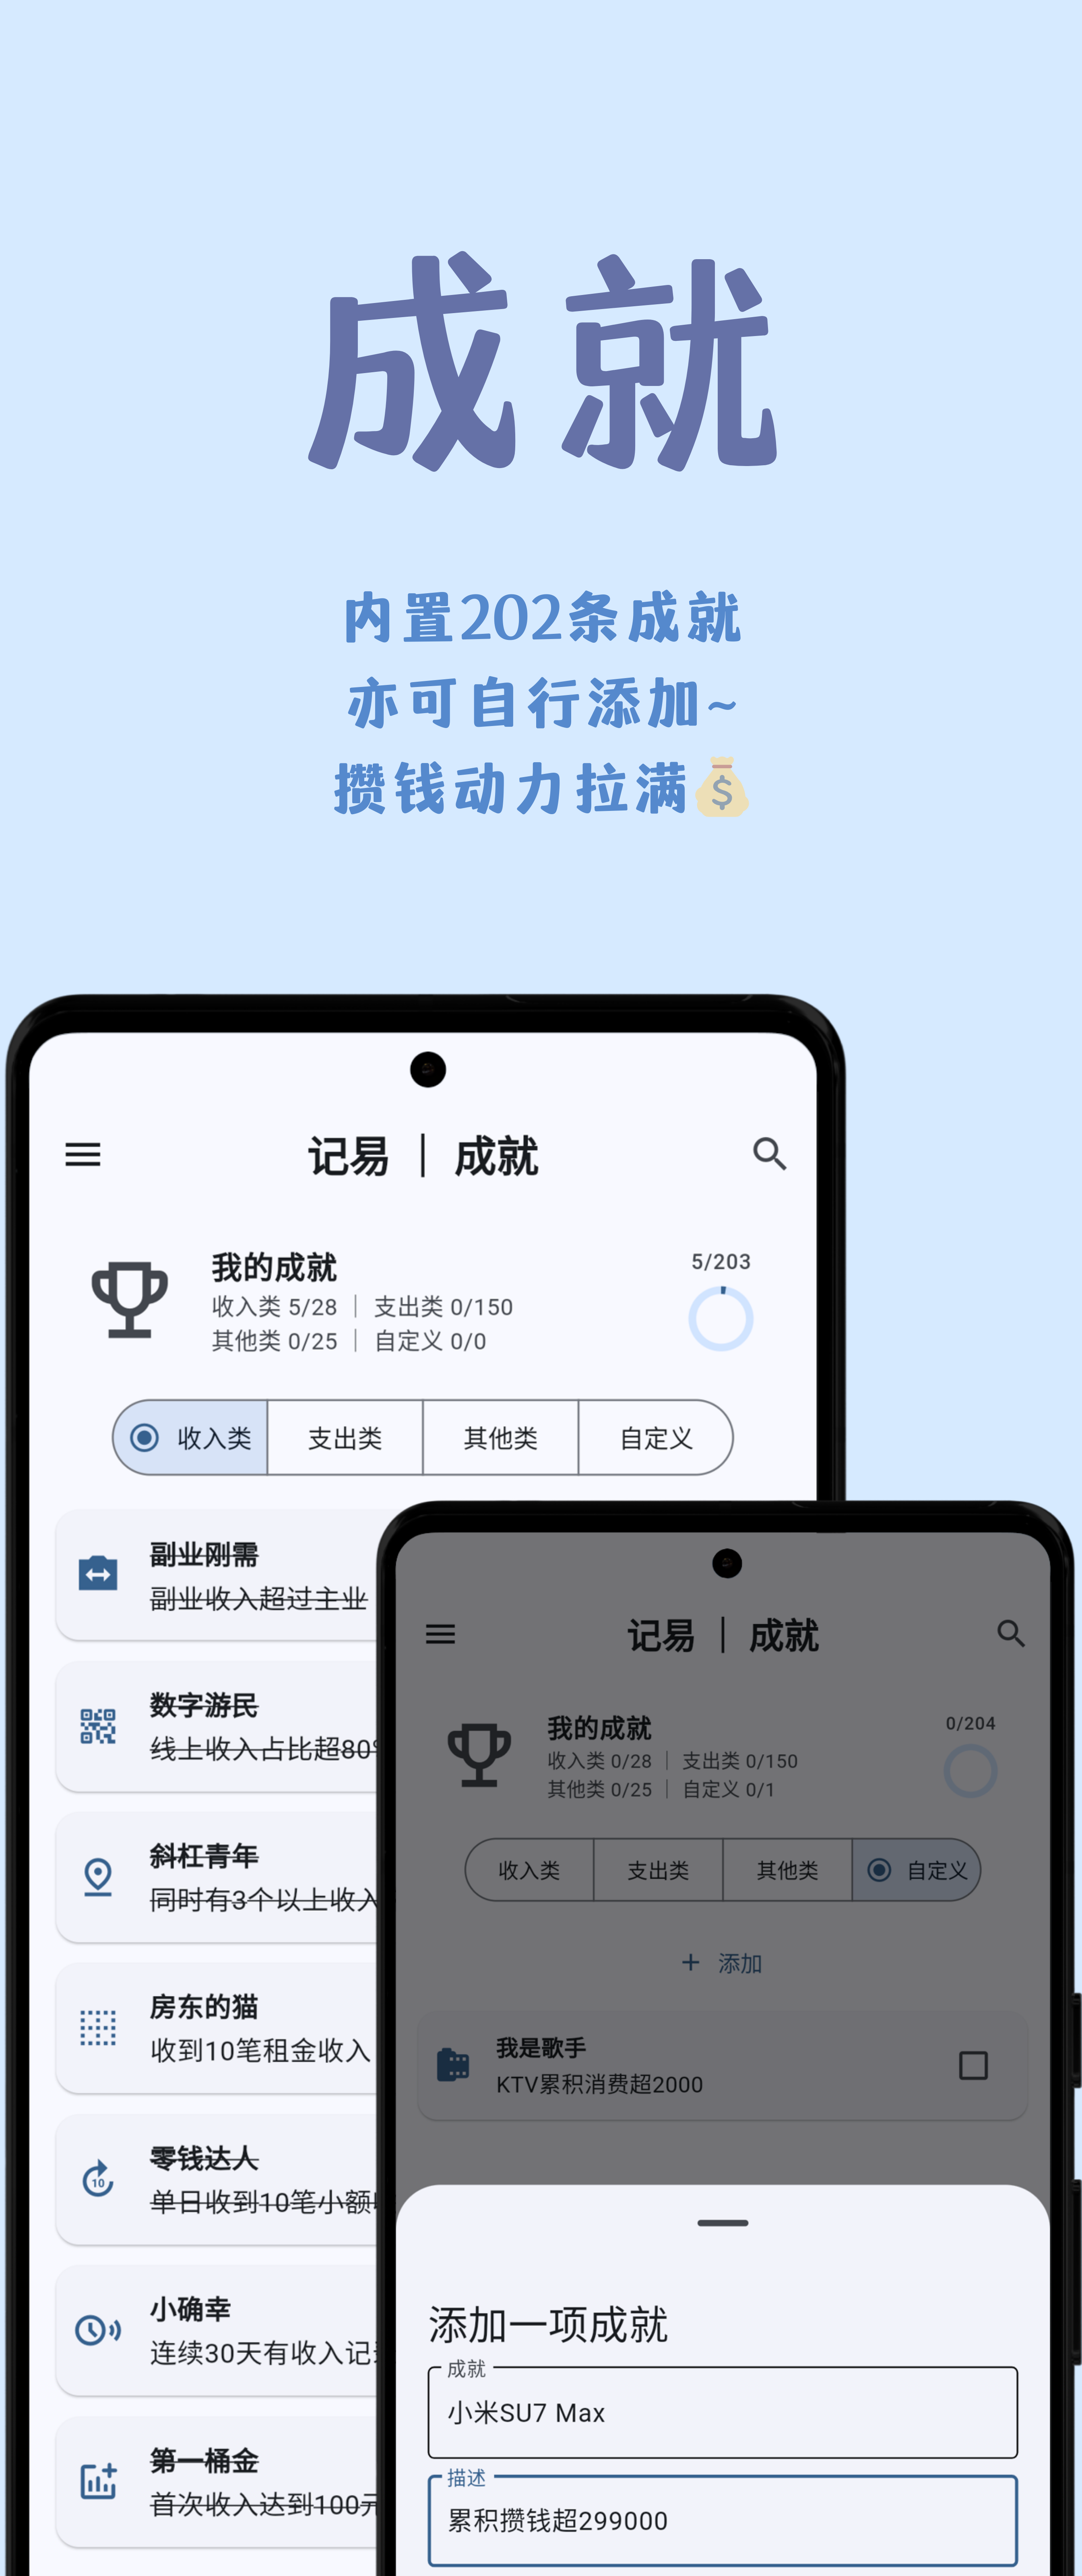 成就
内置202条成就
亦可自行添加~
攒钱动力拉满
记易 | 成就
我的成就
5/203
收入类 5/28 | 支出类 0/150
其他类 0/25 | 自定义 0/0
收入类 支出类 其他类 自定义
副业刚需
副业收入超过主业
数字游民
线上收入占比超80
斜杠青年
同时有3个以上收入
房东的猫
收到10笔租金收入
零钱达人
单日收到10笔小额
10
小确幸
连续30天有收入记
第一桶金
首次收入达到100元
记易 | 成就
我的成就
0/204
收入类 0/28 | 支出类 0/150
其他类 0/25 | 自定义 0/1
收入类 支出类 其他类 自定义
+ 添加
我是歌手
KTV累积消费超2000
添加一项成就
成就
小米SU7 Max
描述
累积攒钱超299000